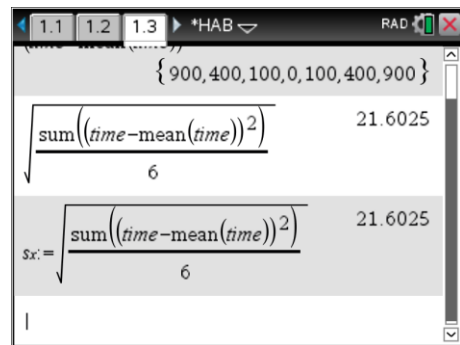 1.1 1.2 1.3 *HAB RAD
{900,400,100,0,100,400,900}
√(sum((time−mean(time))²)/6) 21.6025
sx:=√(sum((time−mean(time))²)/6) 21.6025